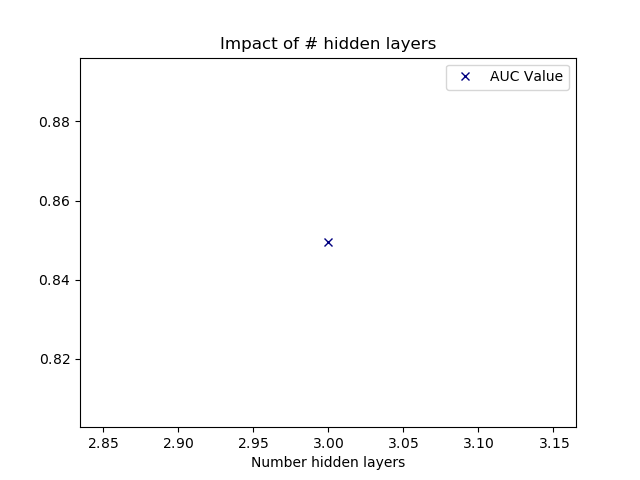 Impact of # hidden layers
AUC Value
0.88
0.86
0.84
0.82
2.85 2.90 2.95 3.00 3.05 3.10 3.15
Number hidden layers